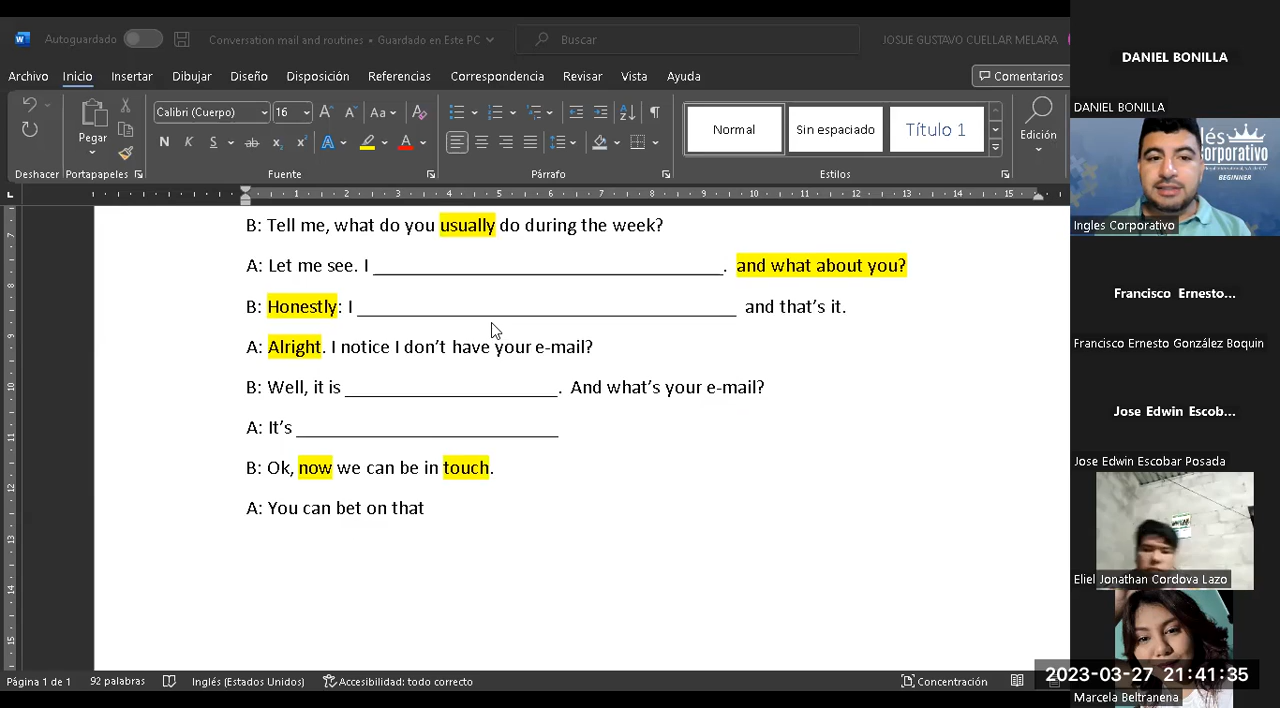 Autoguardado
Conversation mail and routines • Guardado en Este PC
Buscar
JOSUE GUSTAVO CUELLAR MELARA
DANIEL BONILLA
Archivo Inicio Insertar Dibujar Diseño Disposición Referencias Correspondencia Revisar Vista Ayuda
Comentarios
DANIEL BONILLA
Calibri (Cuerpo) 16
Pegar
Normal
Sin espaciado
Título 1
Edición
Deshacer Portapapeles Fuente Párrafo Estilos
lés
orporativo
BEGINNER
Ingles Corporativo
B: Tell me, what do you usually do during the week?
A: Let me see. I ____________________. and what about you?
B: Honestly: I ____________________ and that's it.
A: Alright. I notice I don't have your e-mail?
B: Well, it is ____________________. And what's your e-mail?
A: It's ____________________
B: Ok, now we can be in touch.
A: You can bet on that
Francisco Ernesto...
Francisco Ernesto González Boquin
Jose Edwin Escob...
Jose Edwin Escobar Posada
Eliel Jonathan Cordova Lazo
2023-03-27 21:41:35
Marcela Beltranena
Página 1 de 1 92 palabras Inglés (Estados Unidos) Accesibilidad: todo correcto Concentración